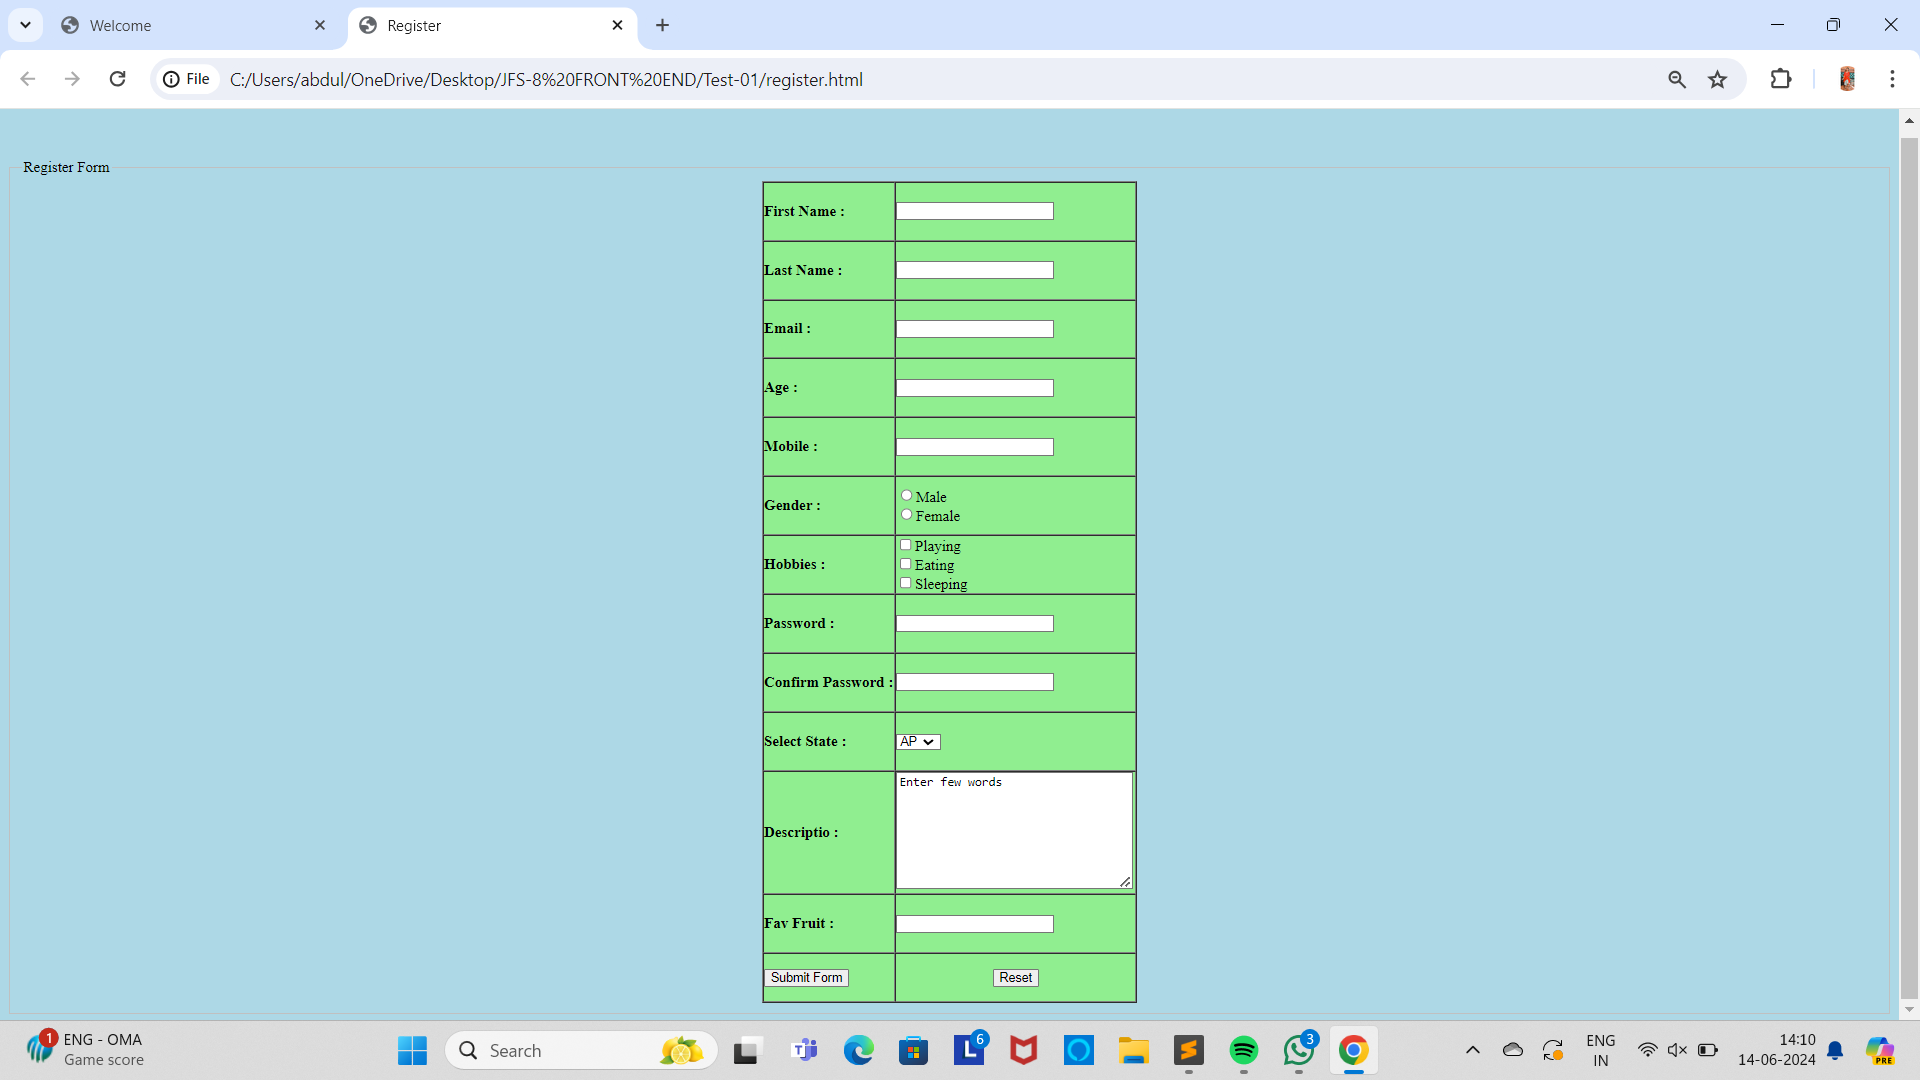 Welcome
Register
File
C:/Users/abdul/OneDrive/Desktop/JFS-8%20FRONT%20END/Test-01/register.html
Register Form
First Name :
Last Name :
Email :
Age :
Mobile :
Gender :
Male
Female
Hobbies :
Playing
Eating
Sleeping
Password :
Confirm Password :
Select State :
AP
Descriptio :
Enter few words
Fav Fruit :
Submit Form
Reset
1
ENG - OMA
Game score
Search
T
L
6
3
ENG
IN
14:10
14-06-2024
PRE